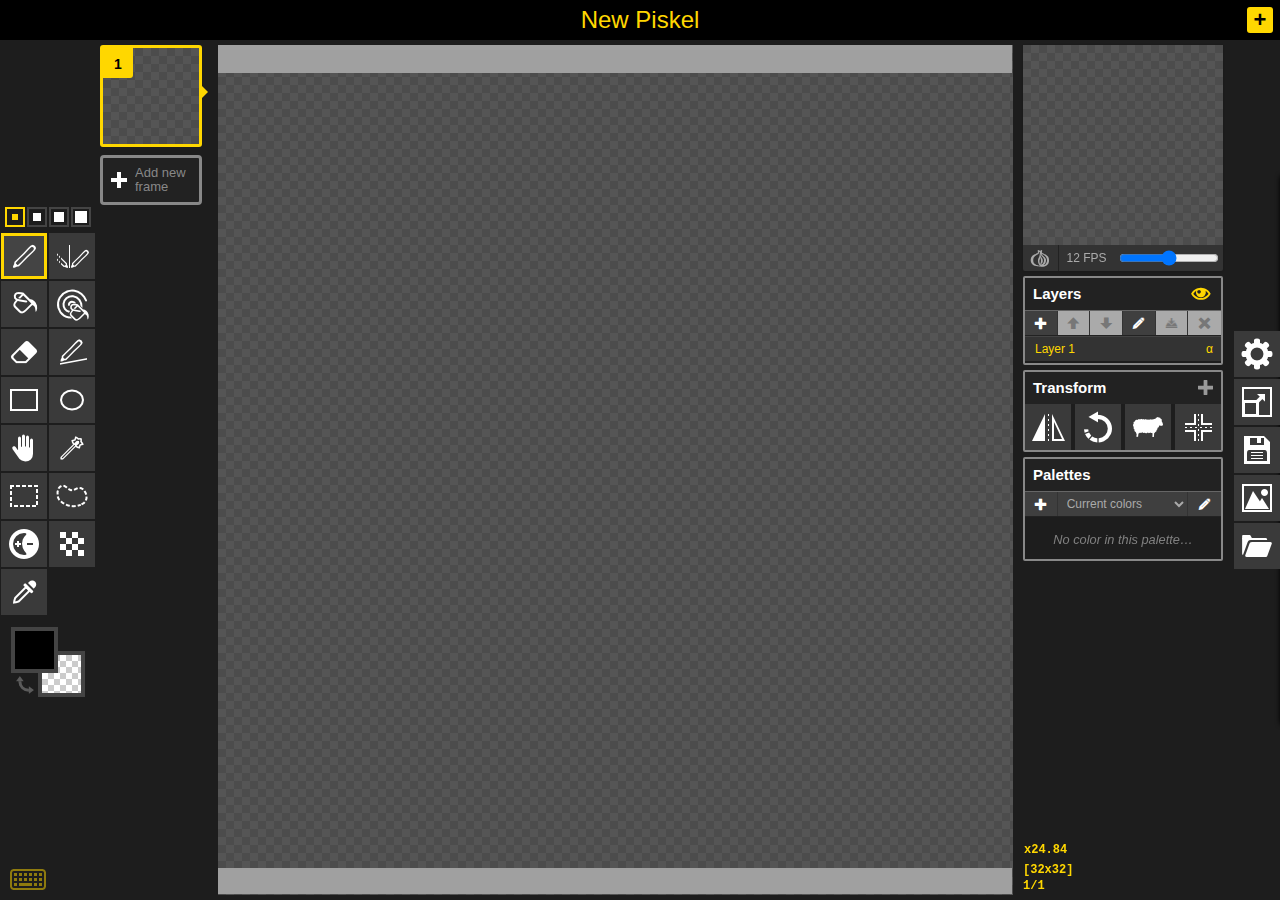 New Piskel
+
1
Add new
frame
12 FPS
Layers
Layer 1
α
Transform
Palettes
Current colors
No color in this palette…
x24.84
[32x32]
1/1